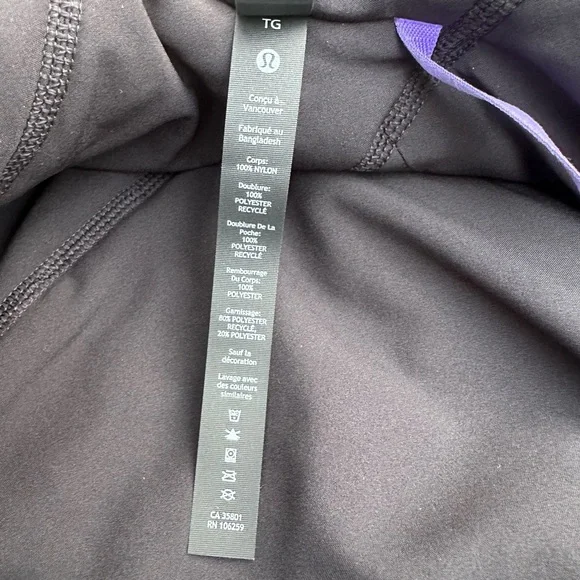 TG
Conçu à
Vancouver
Fabriqué au
Bangladesh
Corps:
100% NYLON
Doublure:
100%
POLYESTER
RECYCLÉ
Doublure De La
Poche:
100%
POLYESTER
RECYCLÉ
Rembourrage
Du Corps:
100%
POLYESTER
Garnissage:
80% POLYESTER
RECYCLÉ,
20% POLYESTER
Sauf la
décoration
Lavage avec
des couleurs
similaires
CA 35801
RN 106259